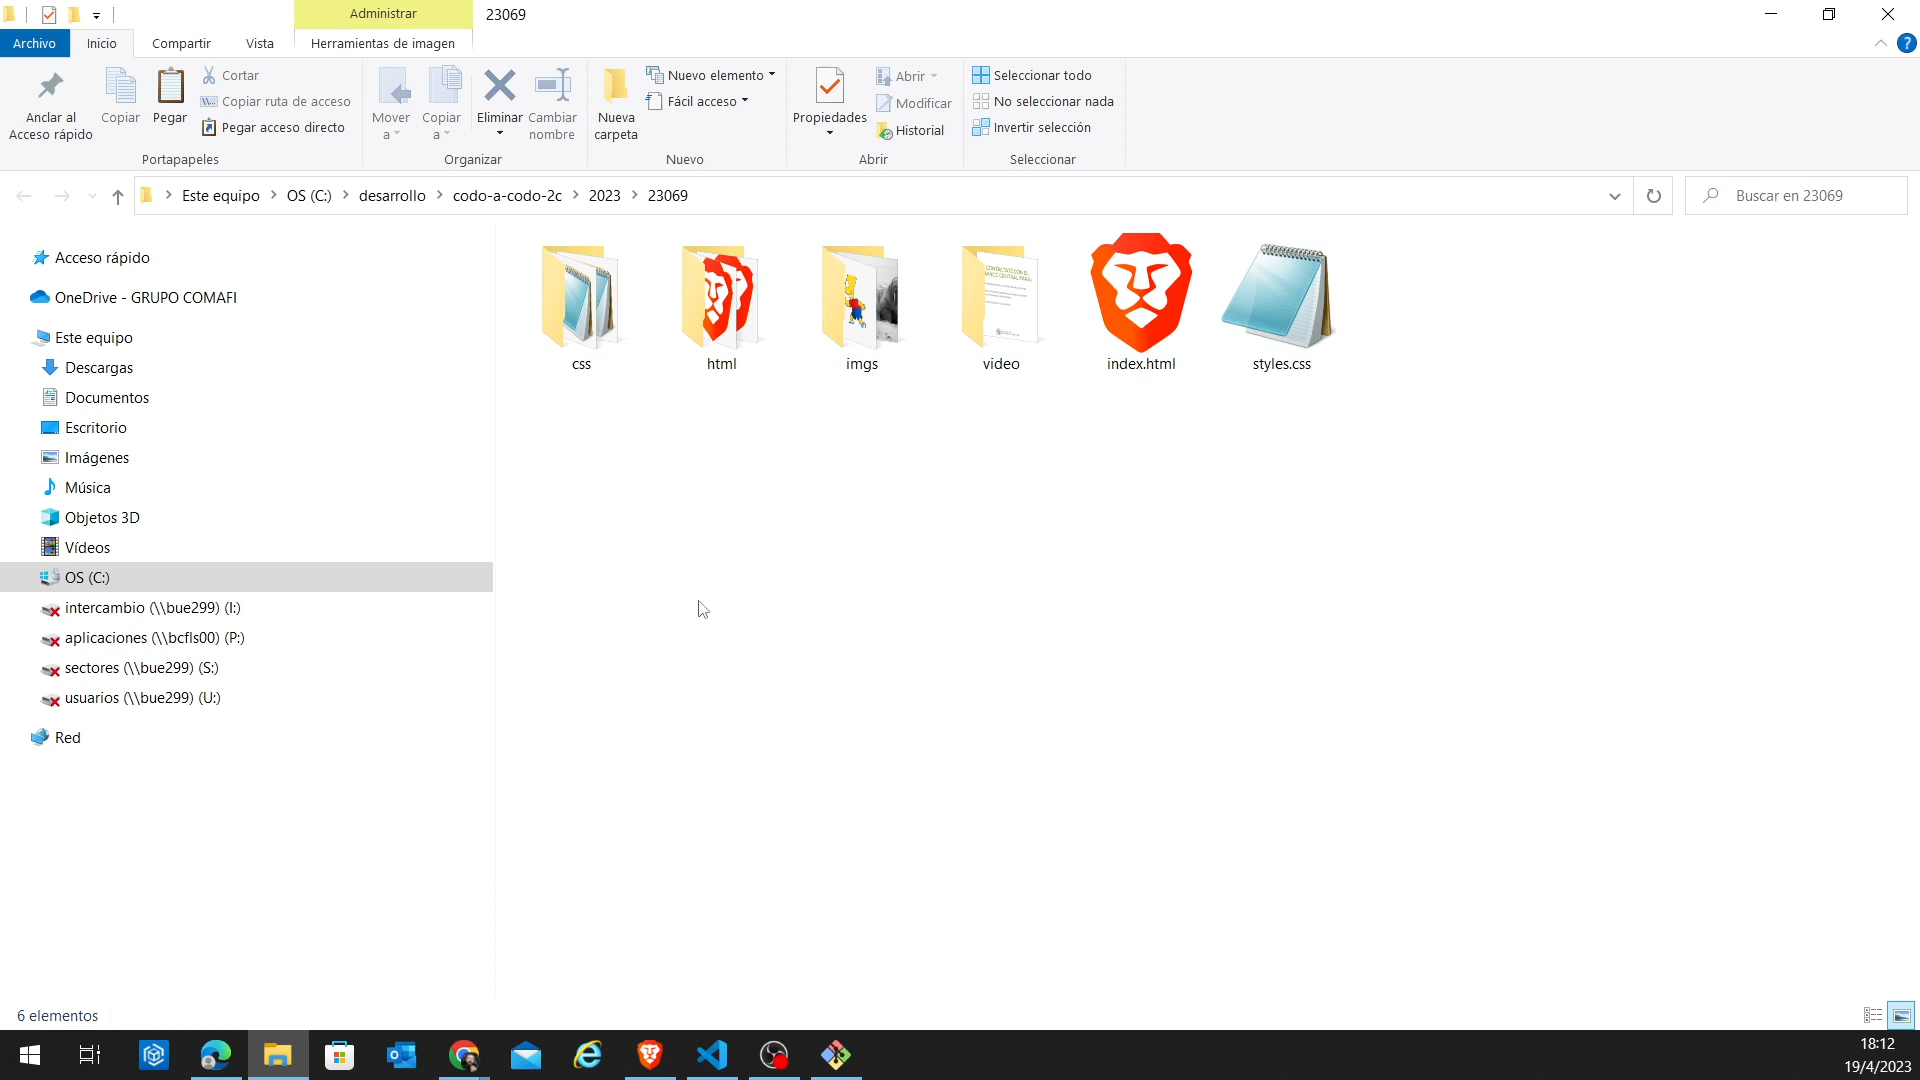 Administrar
23069
Archivo
Inicio
Compartir
Vista
Herramientas de imagen
Anclar al
Acceso rápido
Copiar
Pegar
Cortar
Copiar ruta de acceso
Pegar acceso directo
Portapapeles
Mover
a
Copiar
a
Eliminar
Cambiar
nombre
Organizar
Nueva
carpeta
Nuevo elemento
Fácil acceso
Nuevo
Propiedades
Abrir
Modificar
Historial
Abrir
Seleccionar todo
No seleccionar nada
Invertir selección
Seleccionar
Este equipo > OS (C:) > desarrollo > codo-a-codo-2c > 2023 > 23069
Buscar en 23069
Acceso rápido
OneDrive - GRUPO COMAFI
Este equipo
Descargas
Documentos
Escritorio
Imágenes
Música
Objetos 3D
Vídeos
OS (C:)
intercambio (\\bue299) (I:)
aplicaciones (\\bcfls00) (P:)
sectores (\\bue299) (S:)
usuarios (\\bue299) (U:)
Red
css
html
imgs
video
index.html
styles.css
6 elementos
18:12
19/4/2023